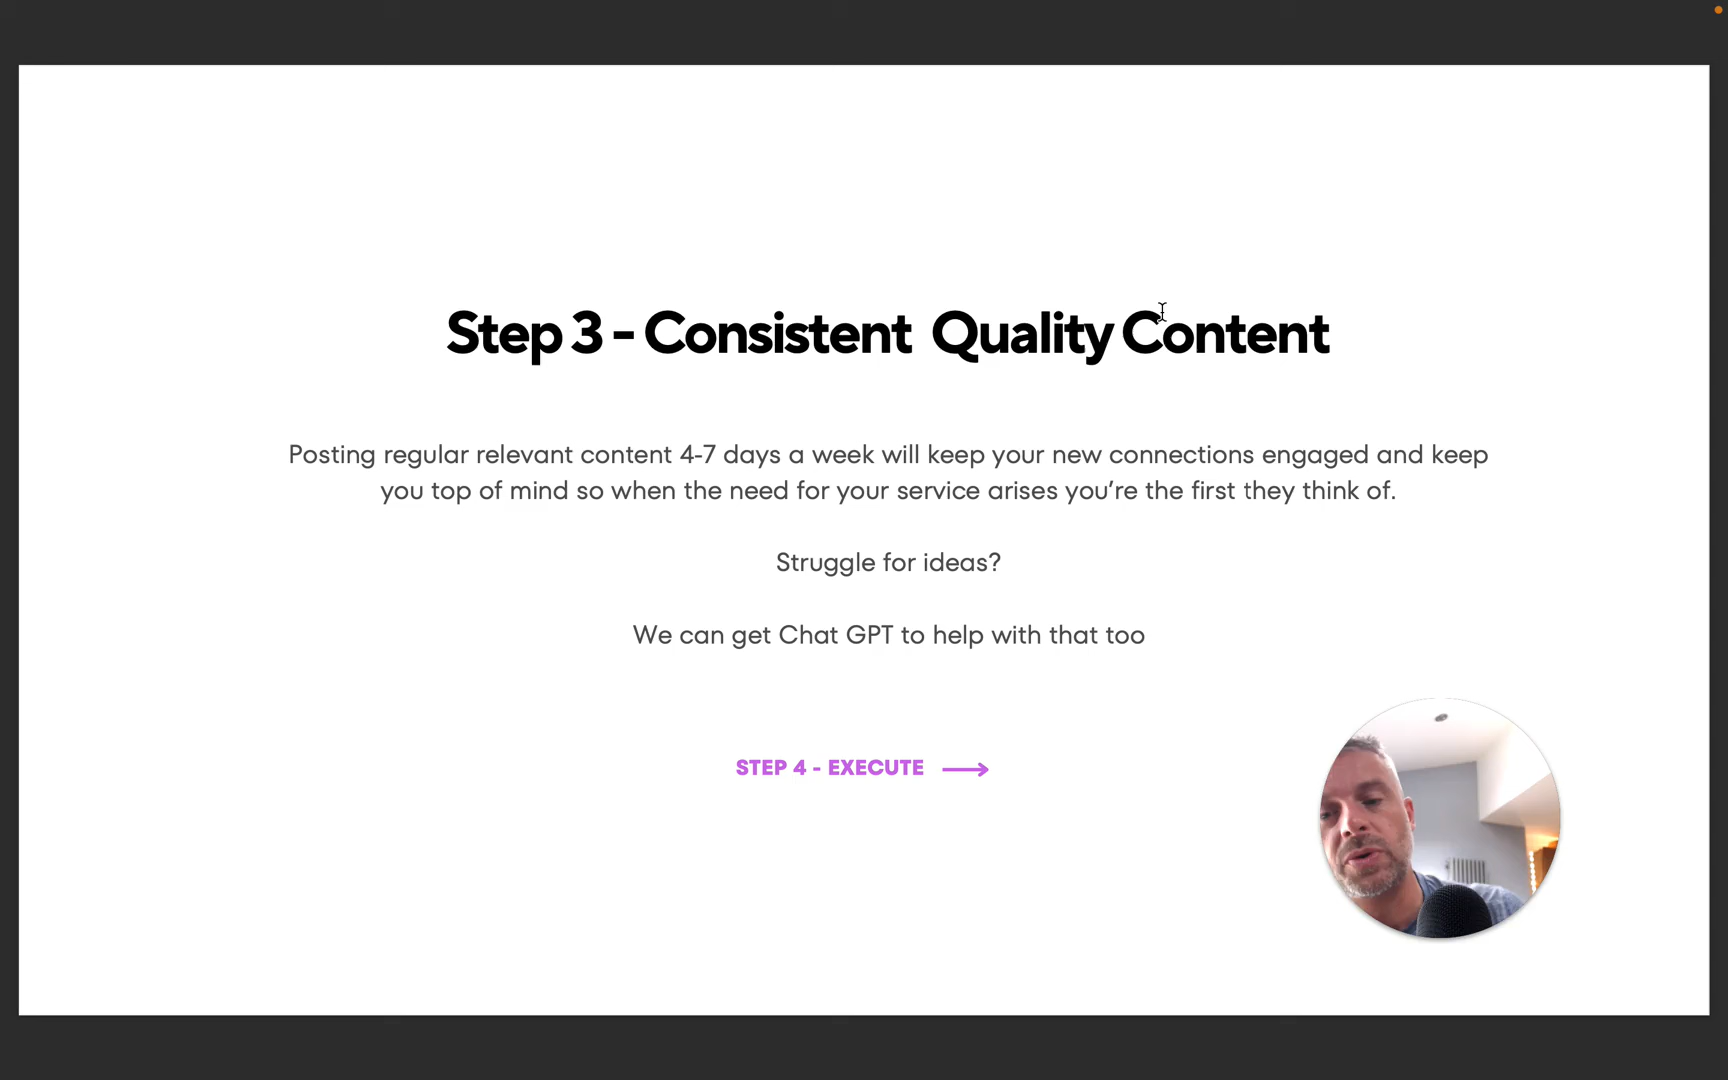 Step 3 - Consistent Quality Content
Posting regular relevant content 4-7 days a week will keep your new connections engaged and keep
you top of mind so when the need for your service arises you’re the first they think of.
Struggle for ideas?
We can get Chat GPT to help with that too
STEP 4 - EXECUTE